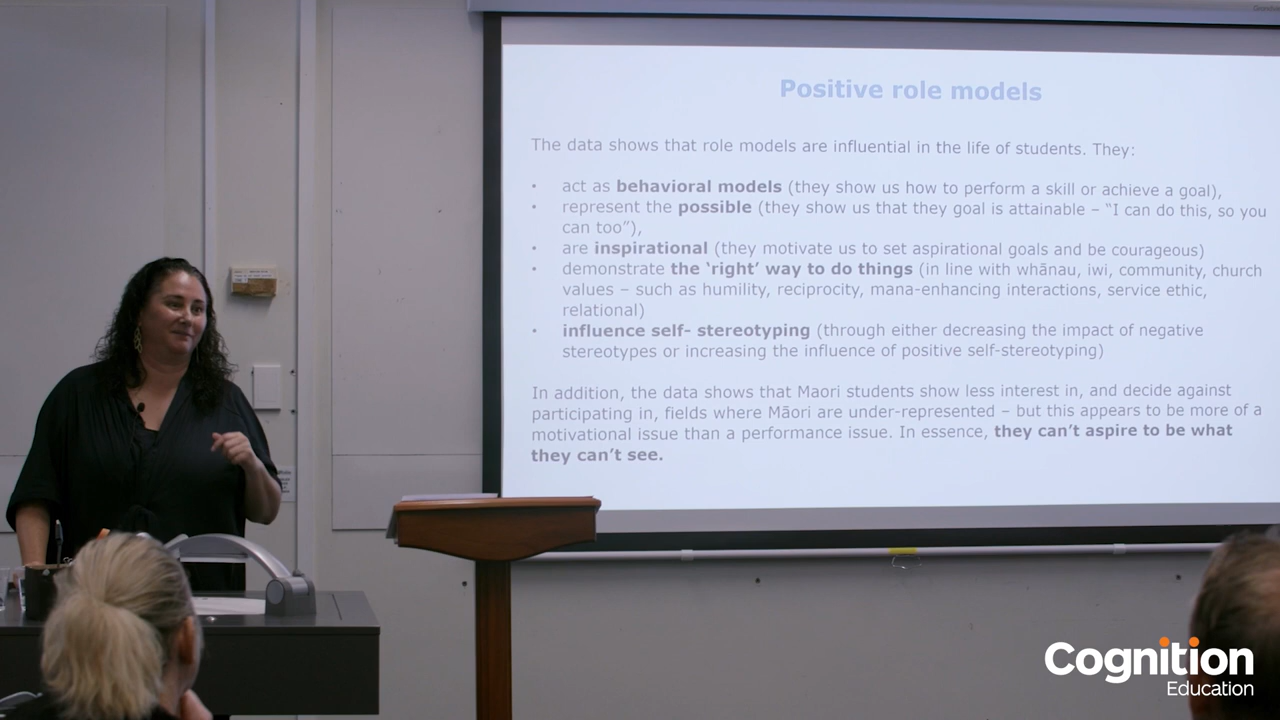 Positive role models
The data shows that role models are influential in the life of students. They:
• act as behavioral models (they show us how to perform a skill or achieve a goal),
• represent the possible (they show us that they goal is attainable – “I can do this, so you
can too”),
• are inspirational (they motivate us to set aspirational goals and be courageous)
• demonstrate the ‘right’ way to do things (in line with whānau, iwi, community, church
values – such as humility, reciprocity, mana-enhancing interactions, service ethic,
relational)
• influence self- stereotyping (through either decreasing the impact of negative
stereotypes or increasing the influence of positive self-stereotyping)
In addition, the data shows that Maori students show less interest in, and decide against
participating in, fields where Māori are under-represented – but this appears to be more of a
motivational issue than a performance issue. In essence, they can’t aspire to be what
they can’t see.
Cognition
Education